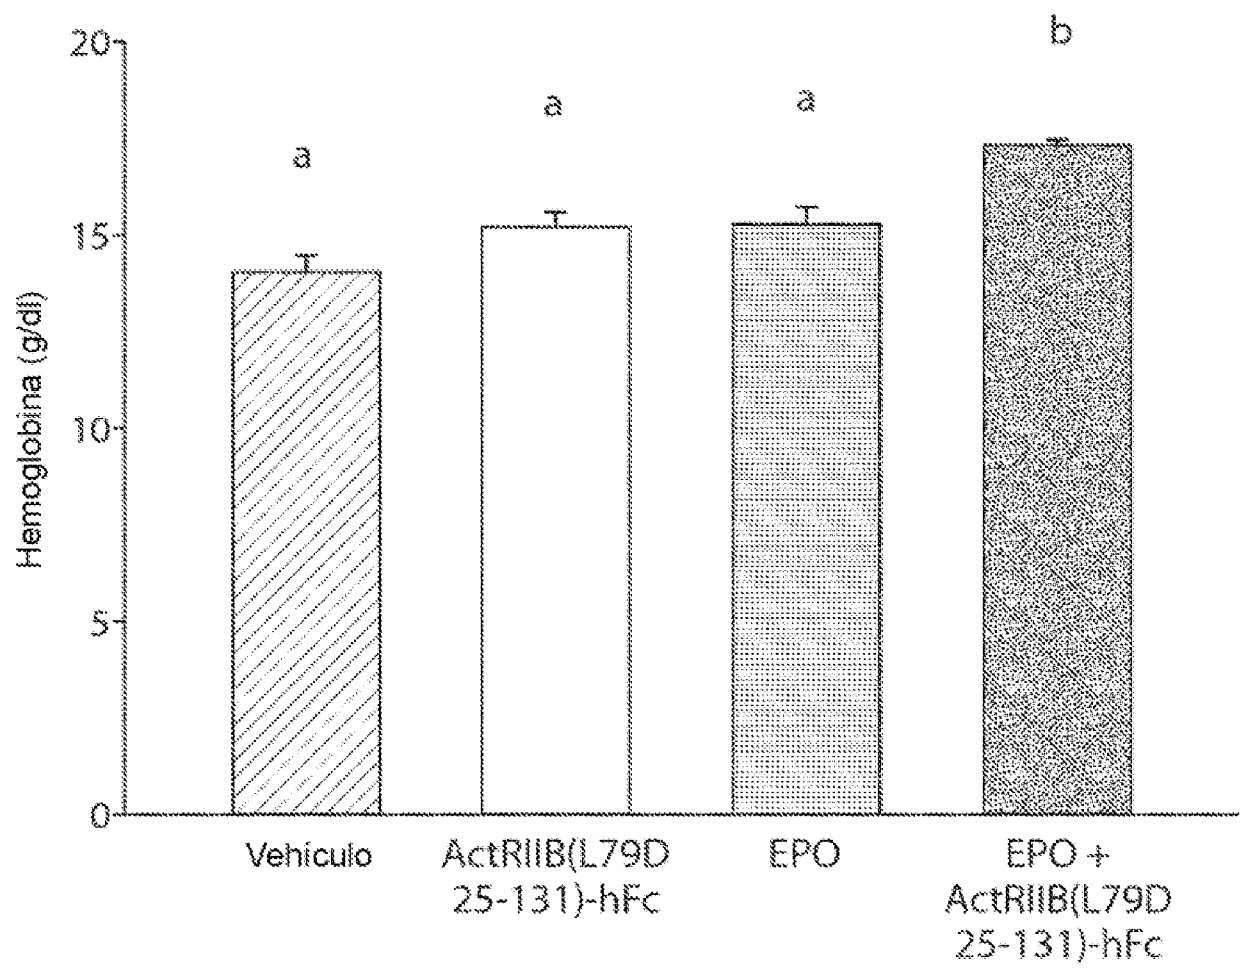 b
20
a
a
a
15
10
5
0
Hemoglobina (g/dl)
Vehículo
ActRIIB(L79D
25-131)-hFc
EPO
EPO +
ActRIIB(L79D
25-131)-hFc